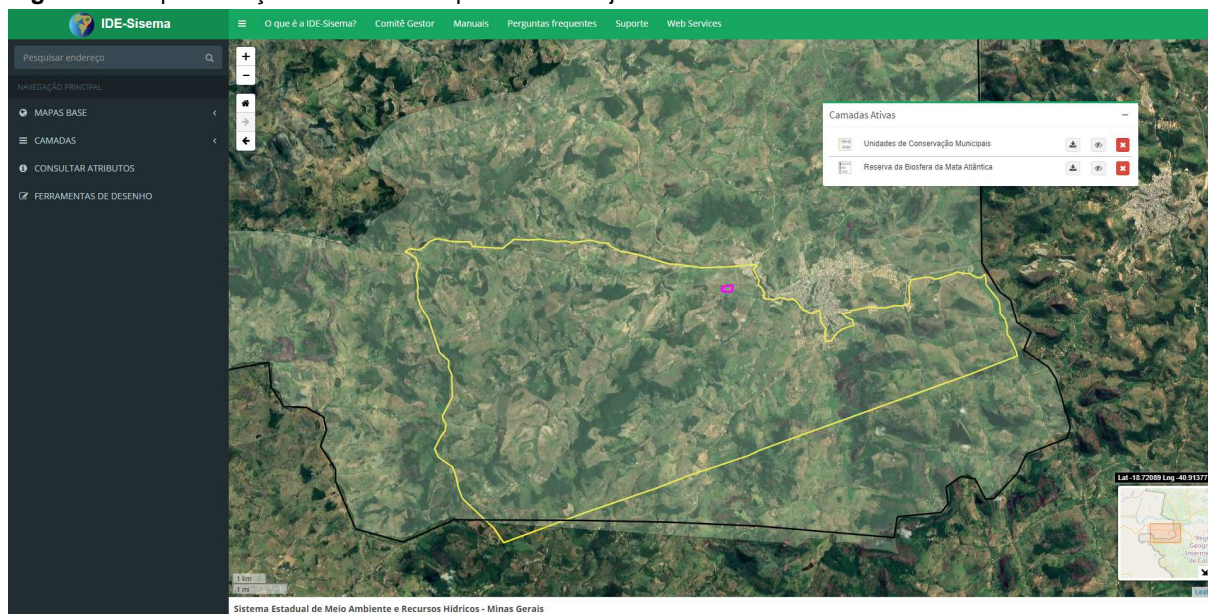 IDE-Sisema
O que é a IDE-Sisema? Comitê Gestor Manuais Perguntas frequentes Suporte Web Services
Pesquisar endereço
NAVEGAÇÃO PRINCIPAL
MAPAS BASE
CAMADAS
CONSULTAR ATRIBUTOS
FERRAMENTAS DE DESENHO
+
−
Camadas Ativas
Unidades de Conservação Municipais
Reserva da Biosfera da Mata Atlântica
Lat -18.72089 Lng -40.91377
1 km
1 mi
Sistema Estadual de Meio Ambiente e Recursos Hídricos - Minas Gerais